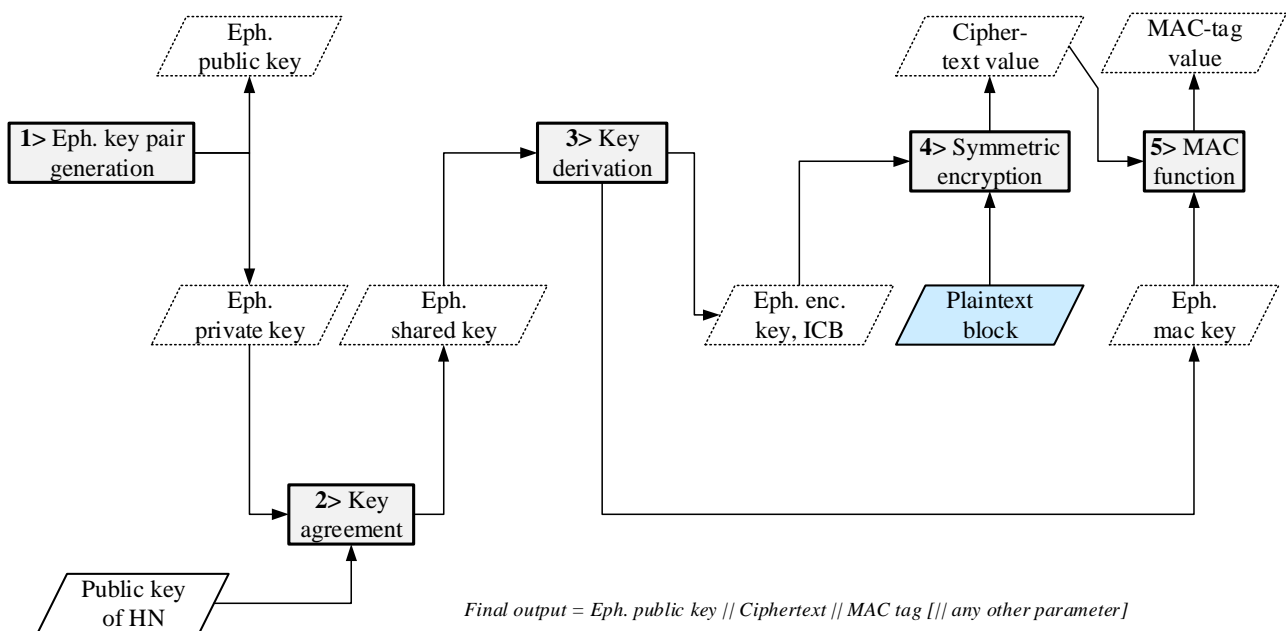 Eph.
public key
Cipher-
text value
MAC-tag
value
1> Eph. key pair
generation
3> Key
derivation
4> Symmetric
encryption
5> MAC
function
Eph.
private key
Eph.
shared key
Eph. enc.
key, ICB
Plaintext
block
Eph.
mac key
2> Key
agreement
Public key
of HN
Final output = Eph. public key || Ciphertext || MAC tag [|| any other parameter]